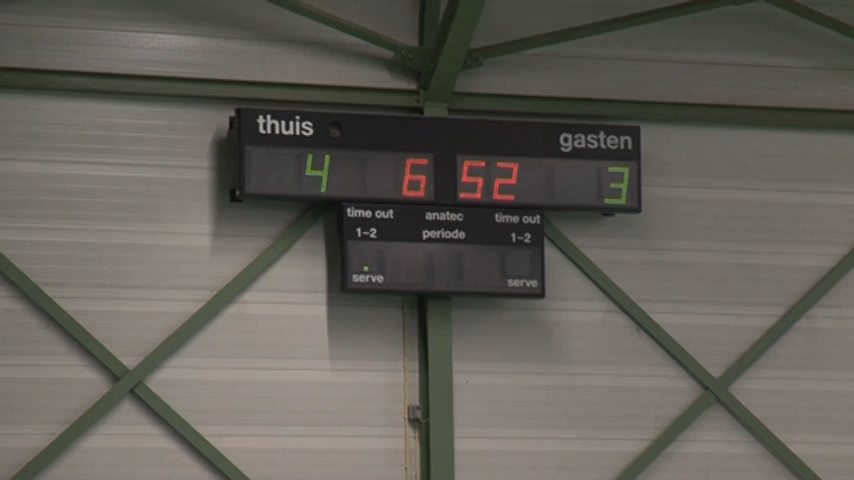 thuis gasten
4 6 52 3
time out anatec time out
1-2 periode 1-2
serve serve